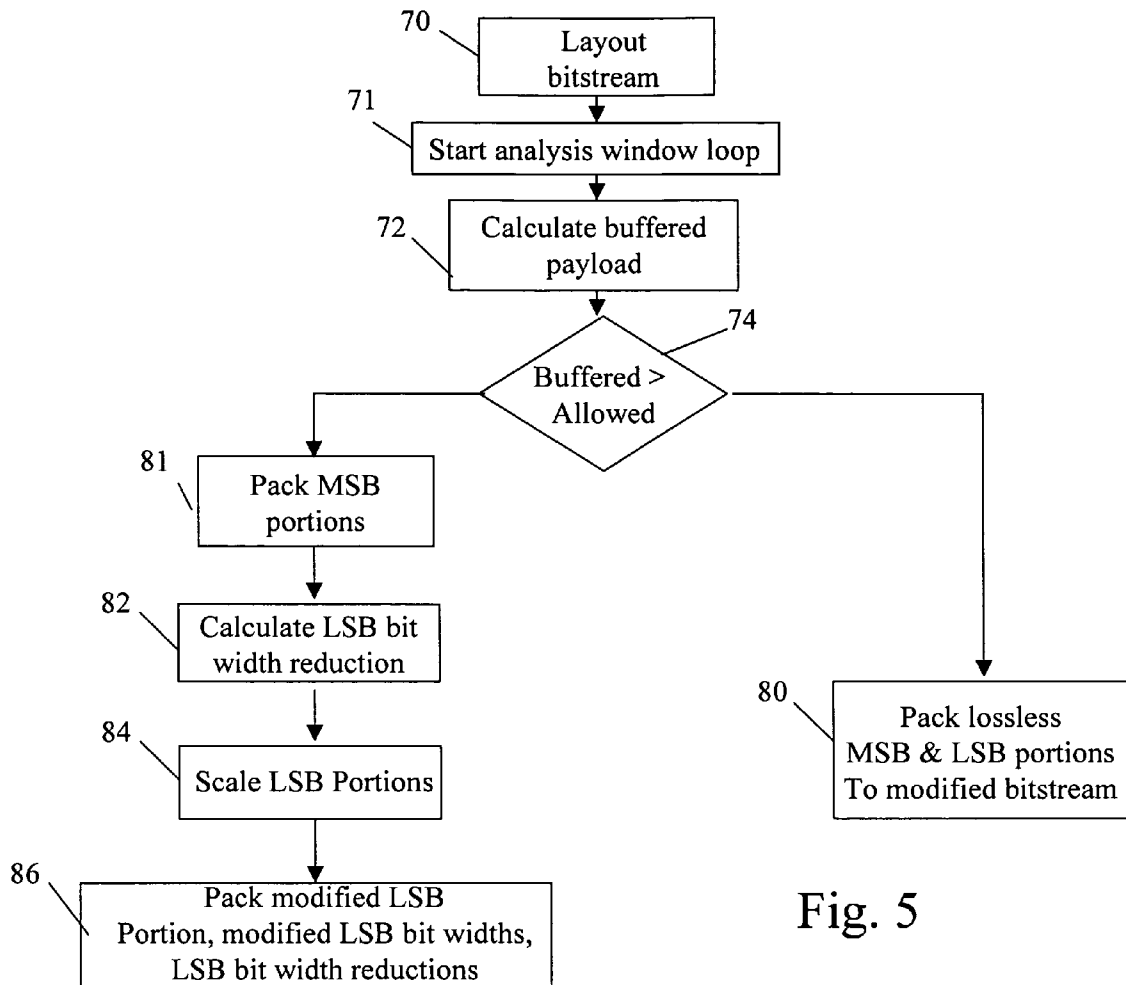 70
Layout
bitstream
71
Start analysis window loop
72
Calculate buffered
payload
74
Buffered >
Allowed
81
Pack MSB
portions
82
Calculate LSB bit
width reduction
84
Scale LSB Portions
80
Pack lossless
MSB & LSB portions
To modified bitstream
86
Pack modified LSB
Portion, modified LSB bit widths,
LSB bit width reductions
Fig. 5